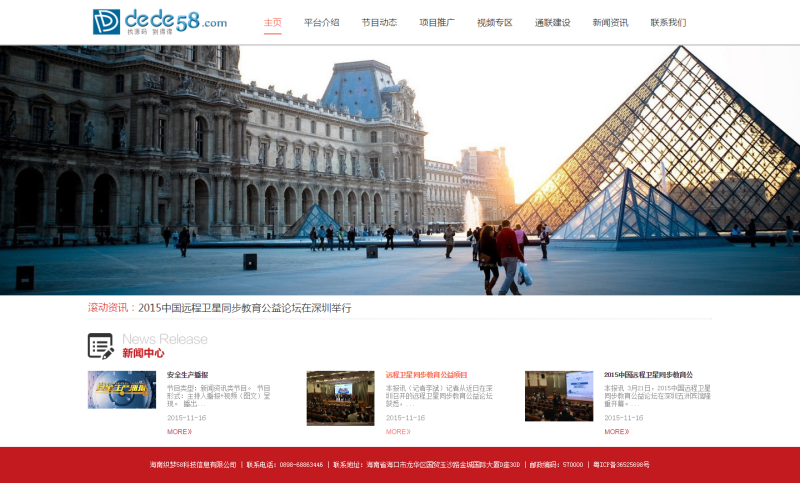 dede58.com
找源码 到得得
主页 平台介绍 节目动态 项目推广 视频专区 通联建设 新闻资讯 联系我们
滚动资讯：2015中国远程卫星同步教育公益论坛在深圳举行
News Release
新闻中心
安全生产播报
节目类型：新闻资讯类节目。 节目
形式：主持人播报+视频（图文）呈
现。 播出...
2015-11-16
MORE》
远程卫星同步教育公益项目
本报讯（记者李斌）记者从近日在深
圳召开的远程卫星同步教育公益论坛
获悉，...
2015-11-16
MORE》
2015中国远程卫星同步教育公
本报讯 3月21日，2015中国远程卫星
同步教育公益论坛在深圳五洲宾馆隆
重开幕。...
2015-11-16
MORE》
海南织梦58科技信息有限公司 | 联系电话：0898-68863446 | 联系地址：海南省海口市龙华区国贸玉沙路金城国际大厦D座30D | 邮政编码：570000 | 粤ICP备36525898号